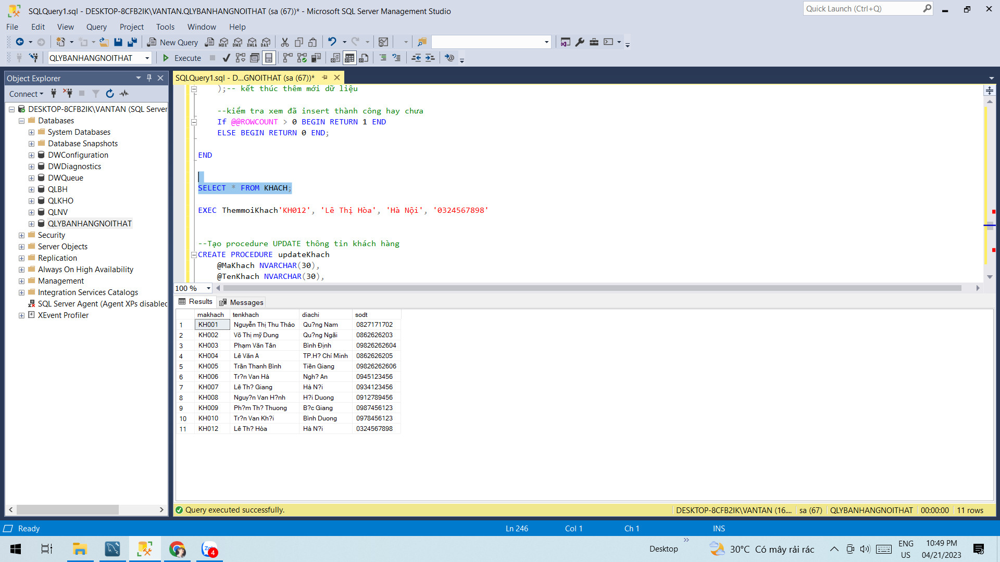 SQLQuery1.sql - DESKTOP-8CFB2IK\VANTAN.QLYBANHANGNOITHAT (sa (67))* - Microsoft SQL Server Management Studio
Quick Launch (Ctrl+Q)
File Edit View Query Project Tools Window Help
New Query MDX DMX XMLA DAX
QLYBANHANGNOITHAT Execute
Object Explorer
Connect
DESKTOP-8CFB2IK\VANTAN (SQL Server
Databases
System Databases
Database Snapshots
DWConfiguration
DWDiagnostics
DWQueue
QLBH
QLKHO
QLNV
QLYBANHANGNOITHAT
Security
Server Objects
Replication
Always On High Availability
Management
Integration Services Catalogs
SQL Server Agent (Agent XPs disabled
XEvent Profiler
SQLQuery1.sql - D...GNOITHAT (sa (67))*
);-- kết thúc thêm mới dữ liệu
--kiểm tra xem đã insert thành công hay chưa
If @@ROWCOUNT > 0 BEGIN RETURN 1 END
ELSE BEGIN RETURN 0 END;
END
SELECT * FROM KHACH;
EXEC ThemmoiKhach'KH012', 'Lê Thị Hòa', 'Hà Nội', '0324567898'
--Tạo procedure UPDATE thông tin khách hàng
CREATE PROCEDURE updateKhach
@MaKhach NVARCHAR(30),
@TenKhach NVARCHAR(30),
100 %
Results Messages
makhach tenkhach diachi sodt
1 KH001 Nguyễn Thị Thu Thảo Qu?ng Nam 0827171702
2 KH002 Võ Thị mỹ Dung Qu?ng Ngãi 0862626203
3 KH003 Phạm Văn Tân Bình Định 09826262604
4 KH004 Lê Văn A TP.H? Chí Minh 0862626205
5 KH005 Trần Thanh Bình Tiền Giang 09826262606
6 KH006 Tr?n Van Hà Ngh? An 0945123456
7 KH007 Lê Th? Giang Hà N?i 0934123456
8 KH008 Nguy?n Van H?nh H?i Duong 0912789456
9 KH009 Ph?m Th? Thuong B?c Giang 0987456123
10 KH010 Tr?n Van Kh?i Bình Duong 0978456123
11 KH012 Lê Th? Hòa Hà N?i 0324567898
Query executed successfully.
DESKTOP-8CFB2IK\VANTAN (16.... sa (67) QLYBANHANGNOITHAT 00:00:00 11 rows
Ready Ln 246 Col 1 Ch 1 INS
4
Desktop
30°C Có mây rải rác
ENG
US
10:49 PM
04/21/2023